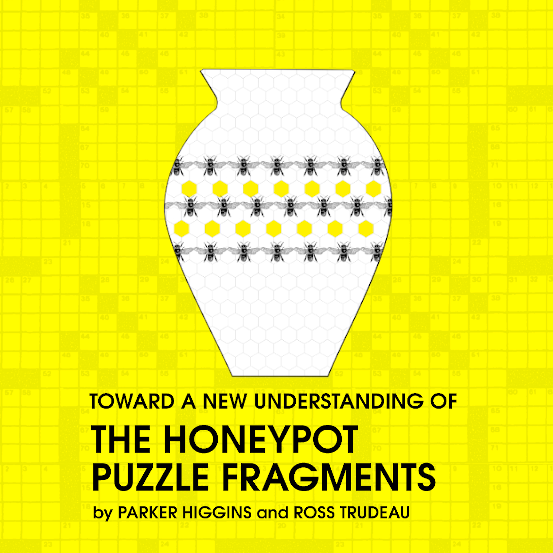 TOWARD A NEW UNDERSTANDING OF
THE HONEYPOT
PUZZLE FRAGMENTS
by PARKER HIGGINS and ROSS TRUDEAU